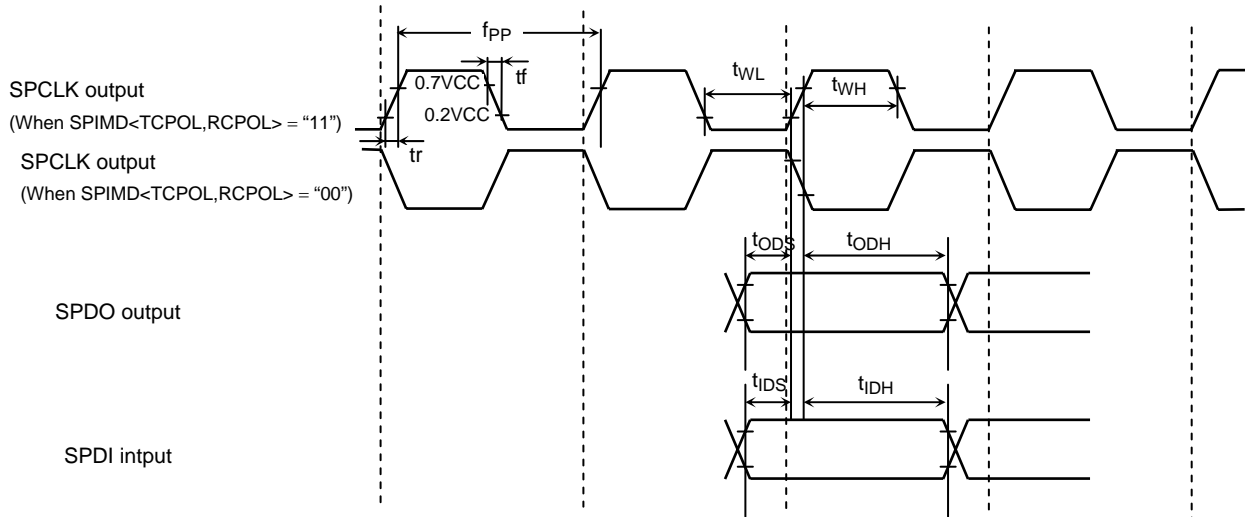 fPP
tf
0.7VCC
0.2VCC
tWL
tWH
SPCLK output
(When SPIMD<TCPOL,RCPOL> = “11”)
tr
SPCLK output
(When SPIMD<TCPOL,RCPOL> = “00”)
tODS
tODH
SPDO output
tIDS
tIDH
SPDI intput